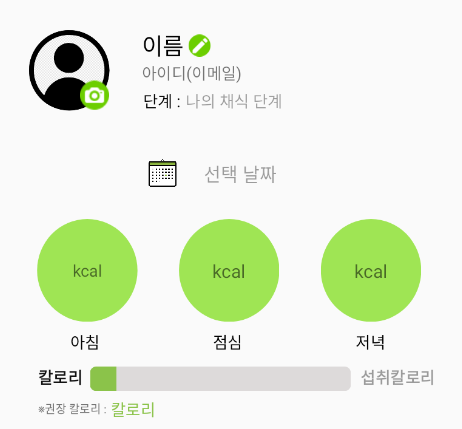 이름
아이디(이메일)
단계 : 나의 채식 단계
선택 날짜
kcal kcal kcal
아침 점심 저녁
칼로리 섭취칼로리
※권장 칼로리 : 칼로리